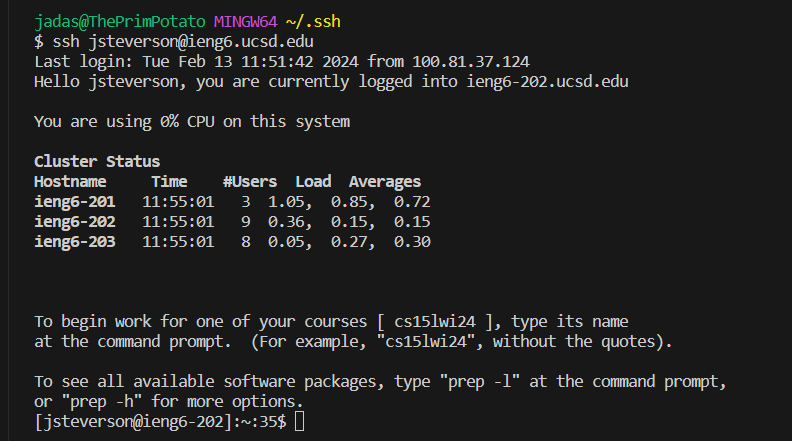 jadas@ThePrimPotato MINGW64 ~/.ssh
$ ssh jsteverson@ieng6.ucsd.edu
Last login: Tue Feb 13 11:51:42 2024 from 100.81.37.124
Hello jsteverson, you are currently logged into ieng6-202.ucsd.edu

You are using 0% CPU on this system

Cluster Status
Hostname     Time    #Users  Load  Averages
ieng6-201   11:55:01   3  1.05,  0.85,  0.72
ieng6-202   11:55:01   9  0.36,  0.15,  0.15
ieng6-203   11:55:01   8  0.05,  0.27,  0.30

To begin work for one of your courses [ cs15lwi24 ], type its name
at the command prompt.  (For example, "cs15lwi24", without the quotes).

To see all available software packages, type "prep -l" at the command prompt,
or "prep -h" for more options.
[jsteverson@ieng6-202]:~:35$